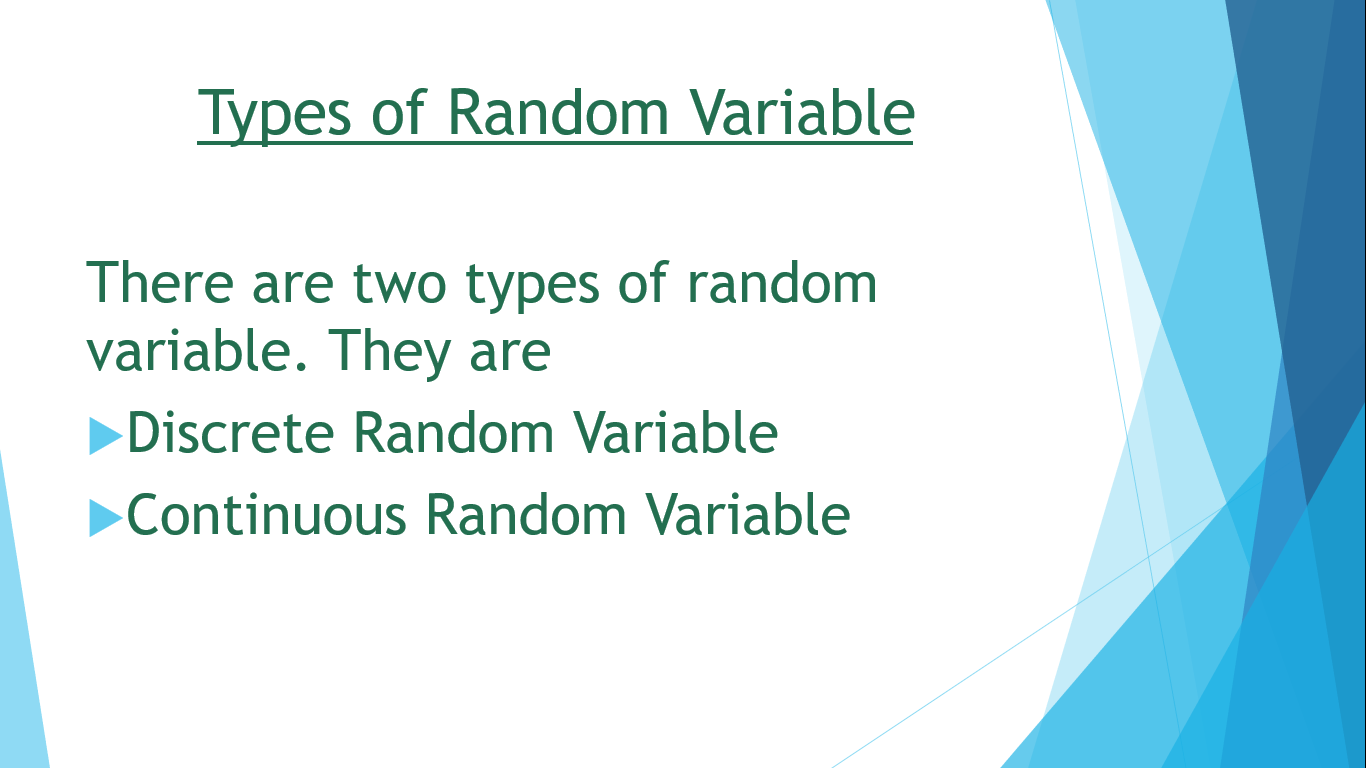 Types of Random Variable
There are two types of random
variable. They are
Discrete Random Variable
Continuous Random Variable